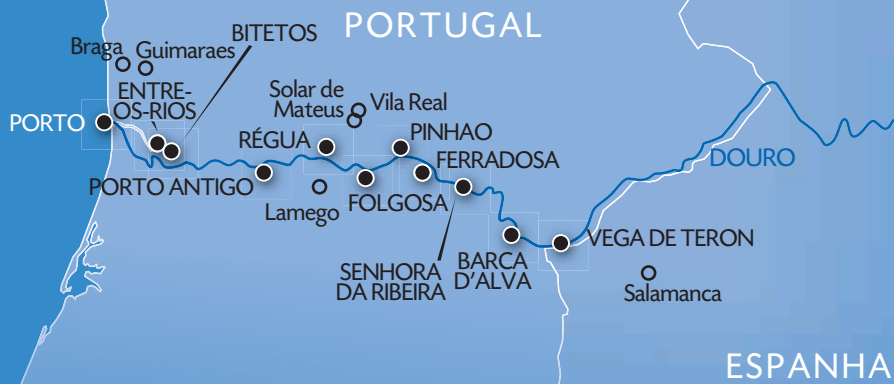 PORTUGAL
BITETOS
Braga
Guimaraes
ENTRE-
OS-RIOS
Solar de
Mateus
Vila Real
PORTO
RÉGUA
PINHAO
FERRADOSA
DOURO
PORTO ANTIGO
Lamego
FOLGOSA
SENHORA
DA RIBEIRA
BARCA
D'ALVA
VEGA DE TERON
Salamanca
ESPANHA